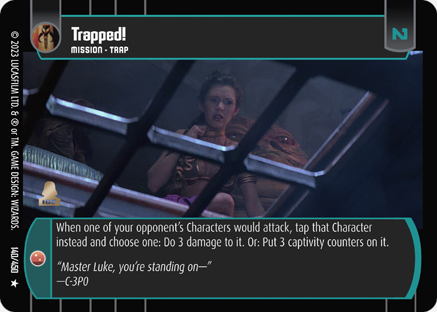 Trapped!
MISSION - TRAP
N
When one of your opponent's Characters would attack, tap that Character
instead and choose one: Do 3 damage to it. Or: Put 3 captivity counters on it.
"Master Luke, you're standing on—"
—C-3PO
© 2023 LUCASFILM LTD. & ® or TM. GAME DESIGN: WIZARDS.
140/450 ★